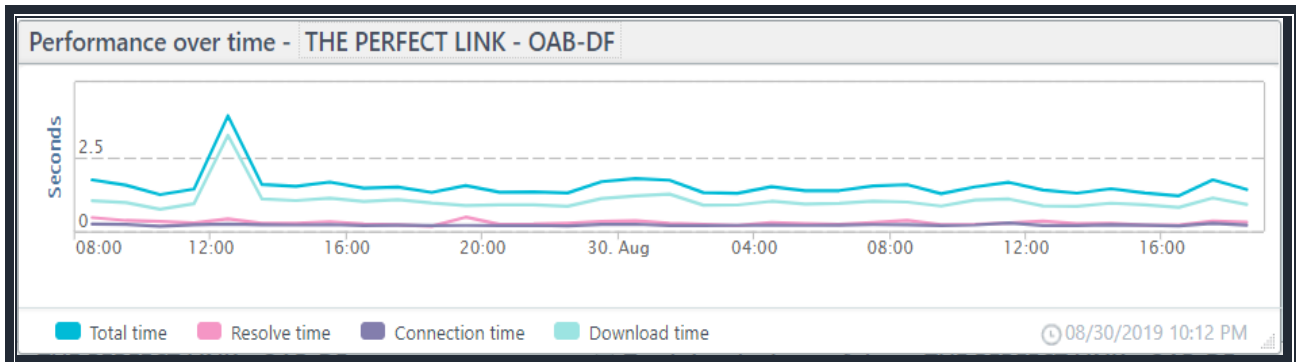 Performance over time - THE PERFECT LINK - OAB-DF
Seconds
2.5
0
08:00 12:00 16:00 20:00 30. Aug 04:00 08:00 12:00 16:00
Total time Resolve time Connection time Download time 08/30/2019 10:12 PM